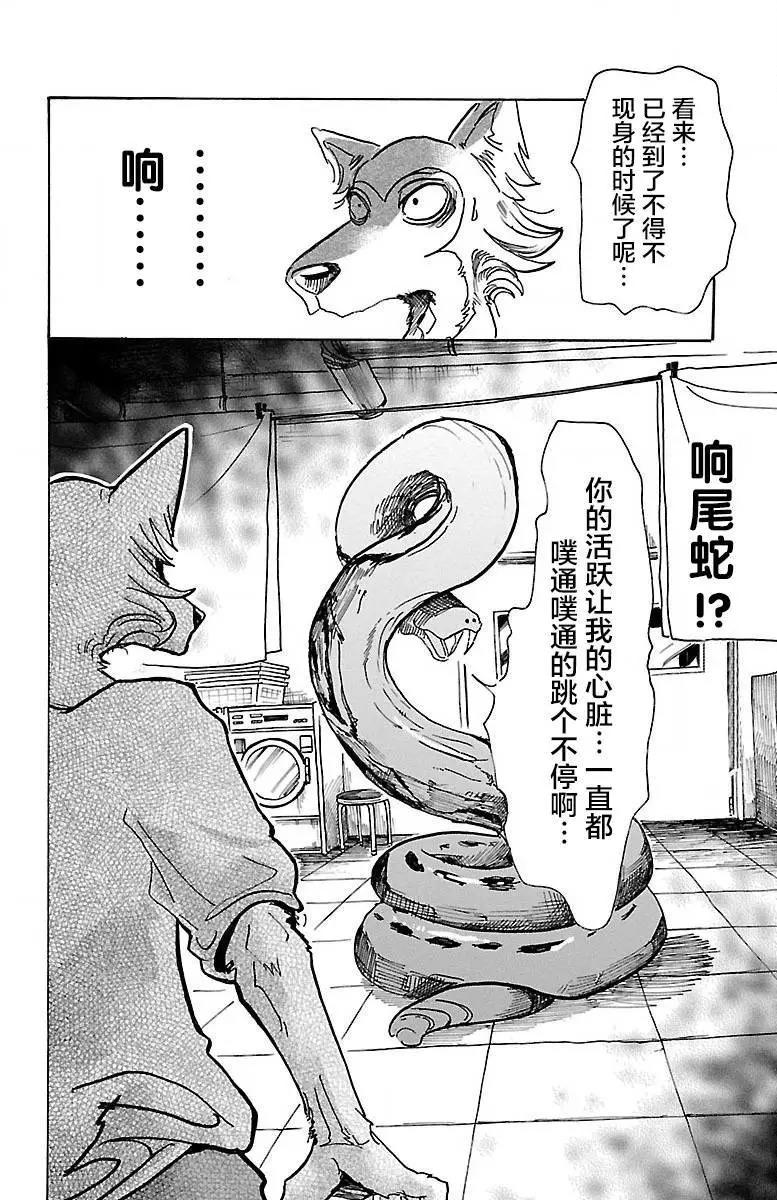 看来…
已经到了不得不
现身的时候了呢…
………
响……
响尾蛇!?
你的活跃让我的心脏…一直都
噗通噗通的跳个不停啊…